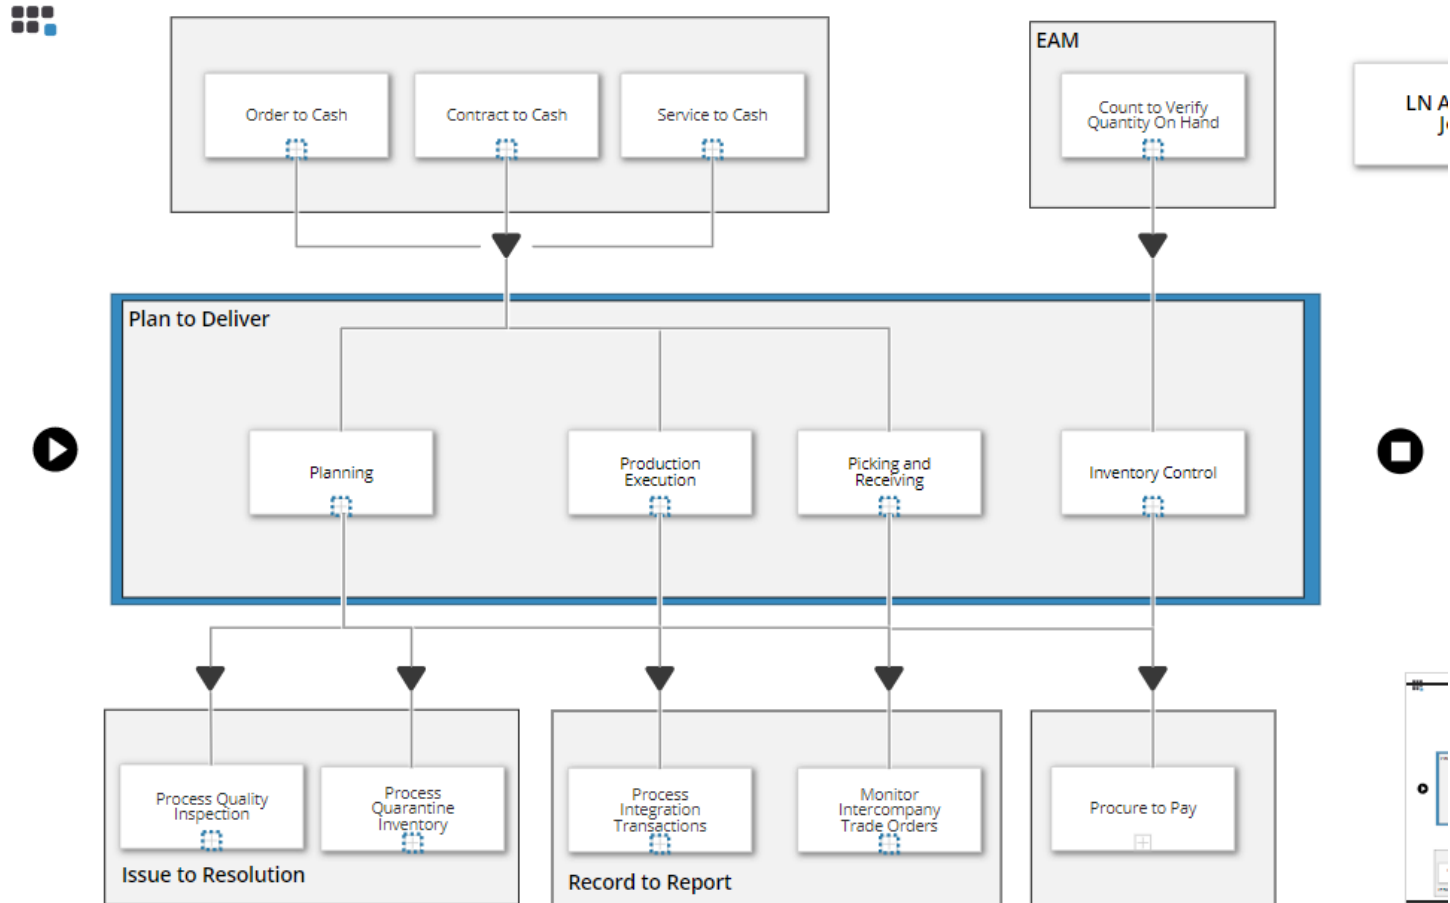 EAM
Order to Cash
Contract to Cash
Service to Cash
Count to Verify
Quantity On Hand
LN A
Plan to Deliver
Planning
Production
Execution
Picking and
Receiving
Inventory Control
Process Quality
Inspection
Process
Quarantine
Inventory
Process
Integration
Transactions
Monitor
Intercompany
Trade Orders
Procure to Pay
Issue to Resolution
Record to Report